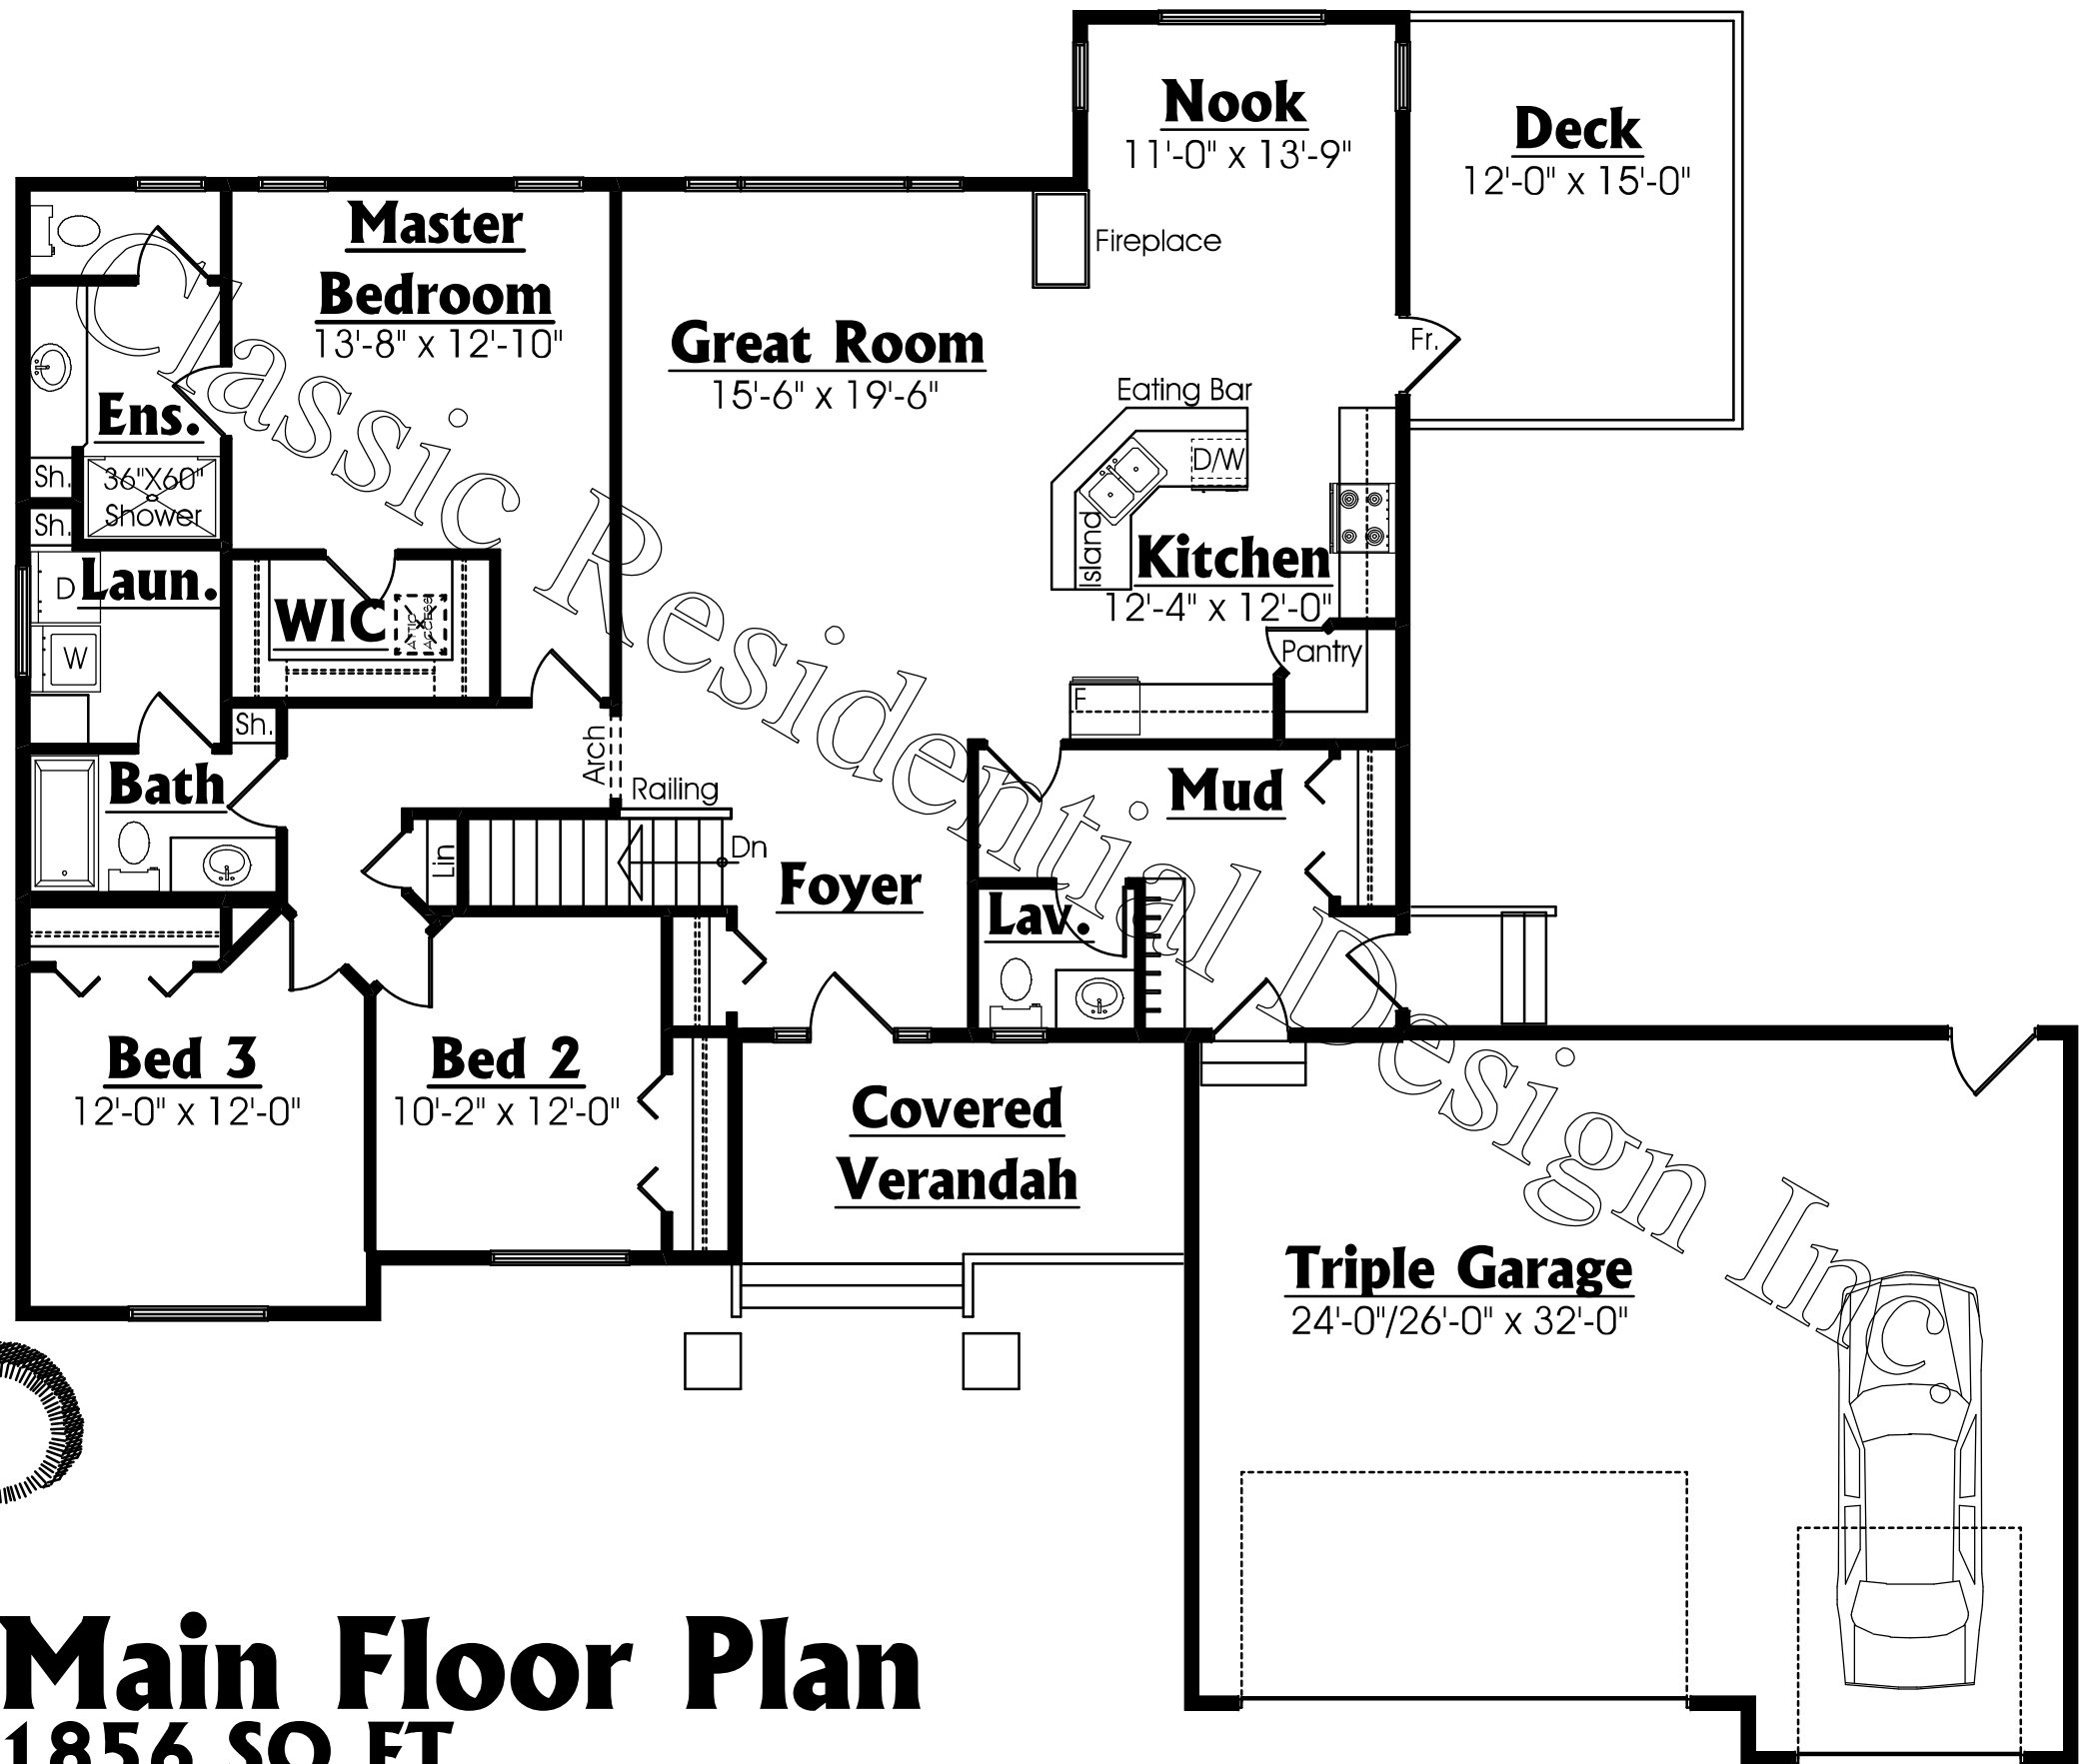 Nook
11'-0" x 13'-9"
Deck
12'-0" x 15'-0"
Master
Bedroom
13'-8" x 12'-10"
Fireplace
Great Room
15'-6" x 19'-6"
Fr.
Eating Bar
Ens.
Sh.
36"X60"
Shower
Sh.
D/W
Island
Kitchen
12'-4" x 12'-0"
D
Laun.
WIC
ATTIC
ACCESS
W
Pantry
F
Sh.
Arch
Bath
Railing
Mud
Lin
Dn
Foyer
Lav.
Bed 3
12'-0" x 12'-0"
Bed 2
10'-2" x 12'-0"
Covered
Verandah
Triple Garage
24'-0"/26'-0" x 32'-0"
Classic Residential Design Inc.
Main Floor Plan
1856 SQ.FT.